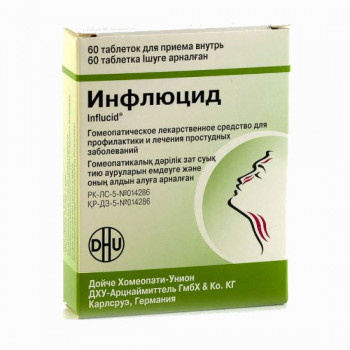 60 таблеток для приема внутрь
60 таблетка Ішуге арналған
Инфлюцид
Influcid®
Гомеопатическое лекарственное средство для
профилактики и лечения простудных
заболеваний
Гомеопатикалық дәрілік зат суық
тию ауруларын емдеуге және
оның алдын алуға арналған
РК-ЛС-5-№014286
ҚР-ДЗ-5-№014286
DHU
Дойче Хомеопати-Унион
ДХУ-Арцнаймиттель ГмбХ & Ко. КГ
Карлсруэ, Германия